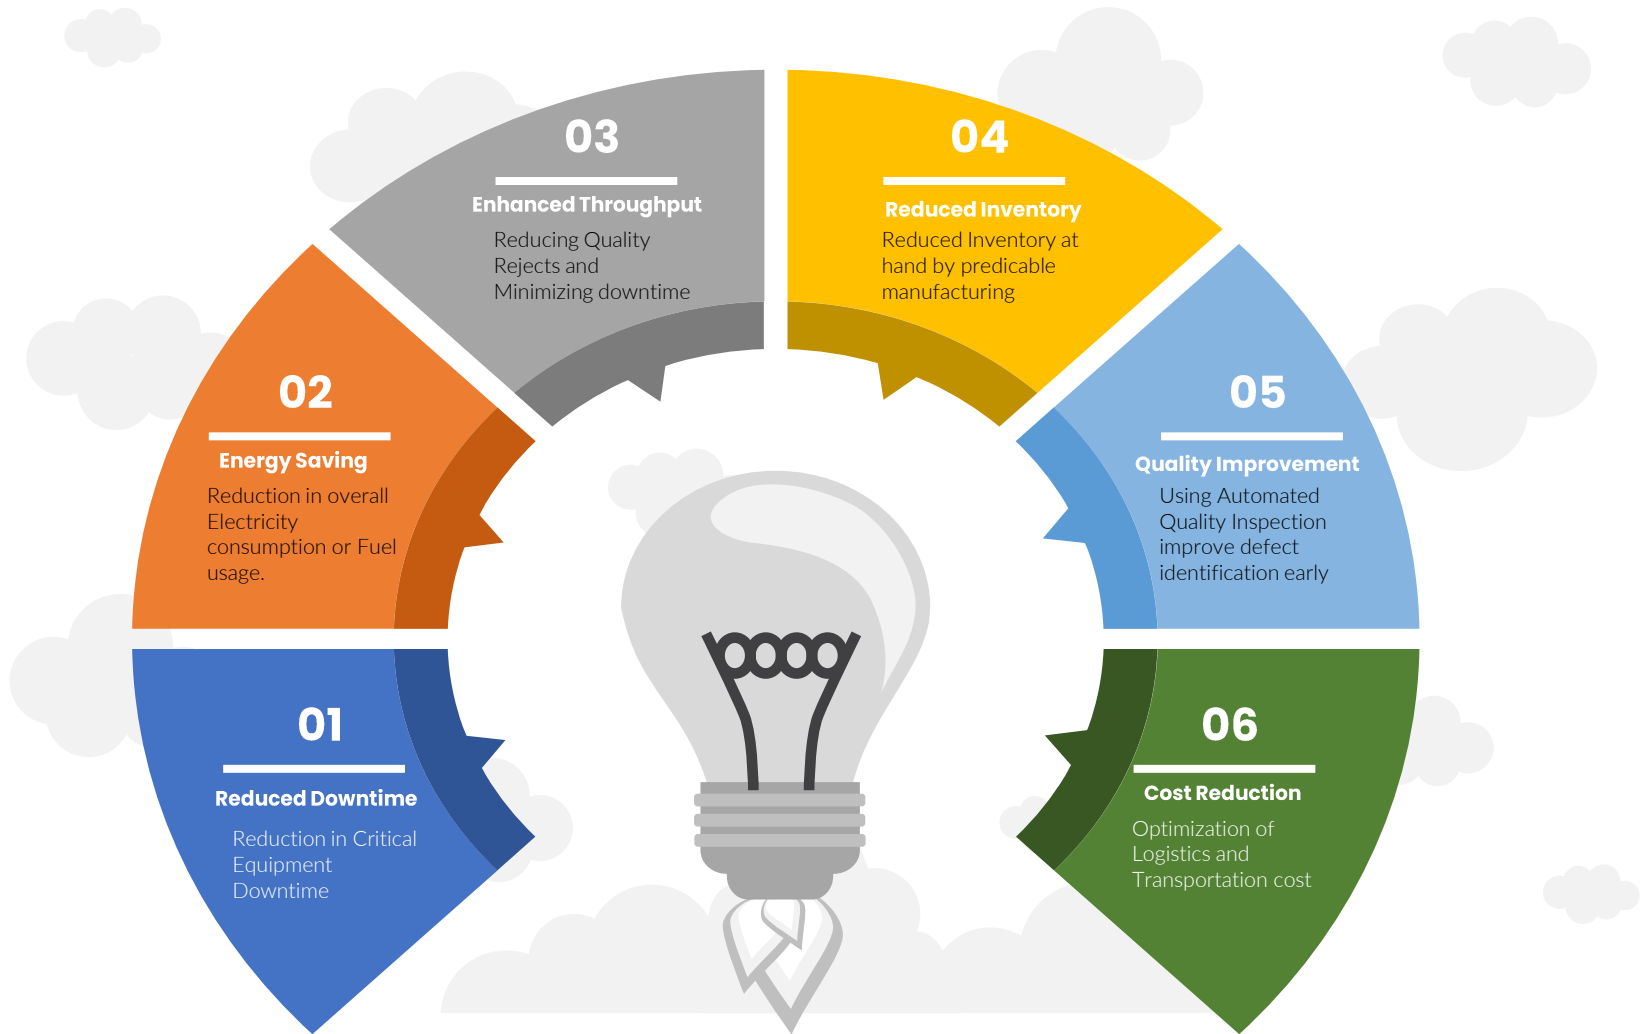 01
Reduced Downtime
Reduction in Critical
Equipment
Downtime
02
Energy Saving
Reduction in overall
Electricity
consumption or Fuel
usage.
03
Enhanced Throughput
Reducing Quality
Rejects and
Minimizing downtime
04
Reduced Inventory
Reduced Inventory at
hand by predicable
manufacturing
05
Quality Improvement
Using Automated
Quality Inspection
improve defect
identification early
06
Cost Reduction
Optimization of
Logistics and
Transportation cost